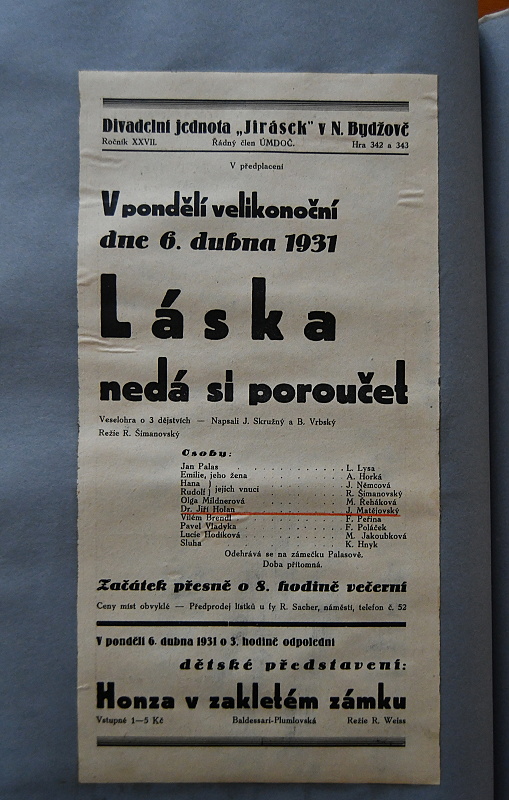 Divadelní jednota „Jirásek" v N. Bydžově
Ročník XXVII. Řádný člen ÚMDOČ. Hra 342 a 343
V předplacení
V pondělí velikonoční
dne 6. dubna 1931
Láska
nedá si poroučet
Veselohra o 3 dějstvích — Napsali J. Skružný a B. Vrbský
Režie R. Šimanovský
Osoby:
Jan Palas . . . . . . . . . . L. Lysa
Emilie, jeho žena . . . . . . . . . . A. Horká
Hana } jejich vnuci . . . . . . . . . . J. Němcová
Rudolf } . . . . . . . . . . R. Šimanovský
Olga Mildnerová . . . . . . . . . . M. Řeháková
Dr. Jiří Holan . . . . . . . . . . J. Matějovský
Vilém Brendl . . . . . . . . . . F. Peřina
Pavel Vladyka . . . . . . . . . . F. Poláček
Lucie Hodíková . . . . . . . . . . M. Jakoubková
Sluha . . . . . . . . . . K. Hnyk
Odehrává se na zámečku Palasově.
Doba přítomná.
Začátek přesně o 8. hodině večerní
Ceny míst obvyklé — Předprodej lístků u fy R. Sacher, náměstí, telefon č. 52
V pondělí 6. dubna 1931 o 3. hodině odpolední
dětské představení:
Honza v zakletém zámku
Vstupné 1—5 Kč Baldessari-Plumlovská Režie R. Weiss